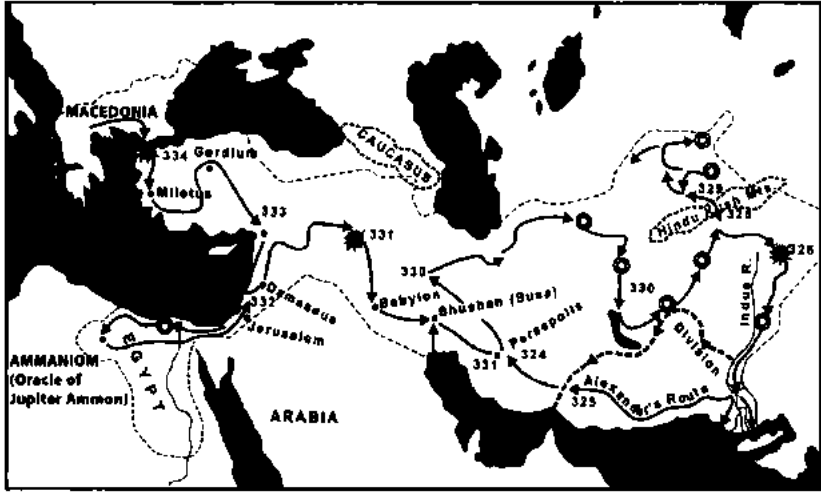 MACEDONIA
334
Gordium
Miletus
333
CAUCASUS
331
330
Babylon
Shushan (Susa)
Persepolis
331
324
325
Alexander's Route
Division
330
329
328
Hindu Kush Mts.
326
Indus R.
Damascus
332
Jerusalem
AMMANIOM
(Oracle of
Jupiter Ammon)
EGYPT
ARABIA